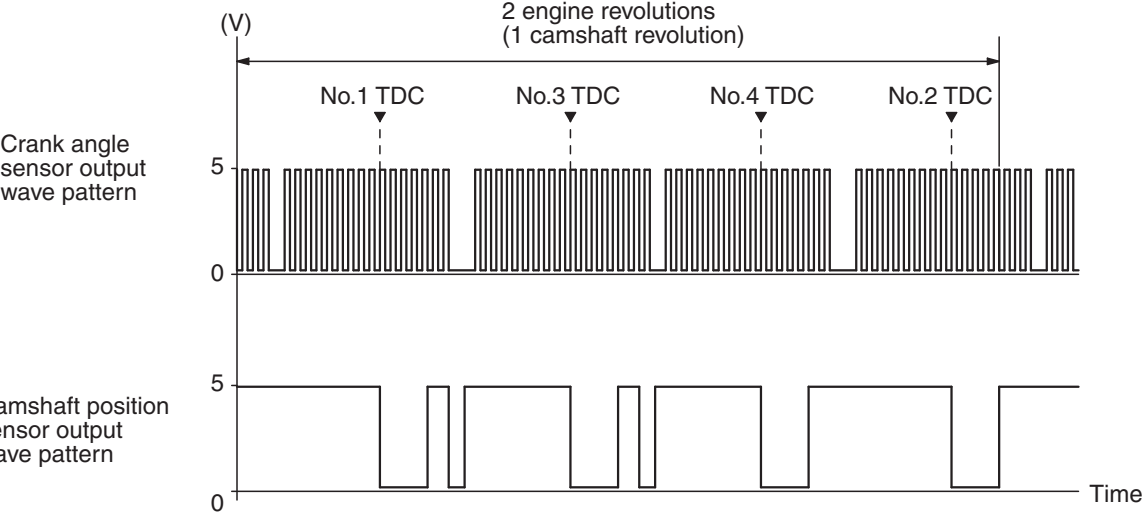 2 engine revolutions
(1 camshaft revolution)
(V)
No.1 TDC
No.3 TDC
No.4 TDC
No.2 TDC
Crank angle
sensor output
wave pattern
5
0
5
amshaft position
ensor output
ave pattern
0
Time